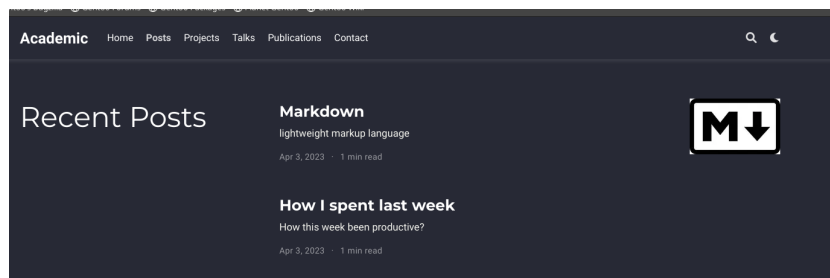 Academic Home Posts Projects Talks Publications Contact
Recent Posts
Markdown
lightweight markup language
Apr 3, 2023 · 1 min read
M
How I spent last week
How this week been productive?
Apr 3, 2023 · 1 min read